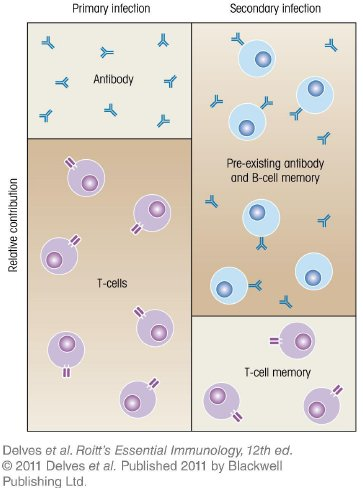 Primary infection
Secondary infection
Antibody
Pre-existing antibody
and B-cell memory
Relative contribution
T-cells
T-cell memory
Delves et al. Roitt's Essential Immunology, 12th ed.
© 2011 Delves et al. Published 2011 by Blackwell
Publishing Ltd.